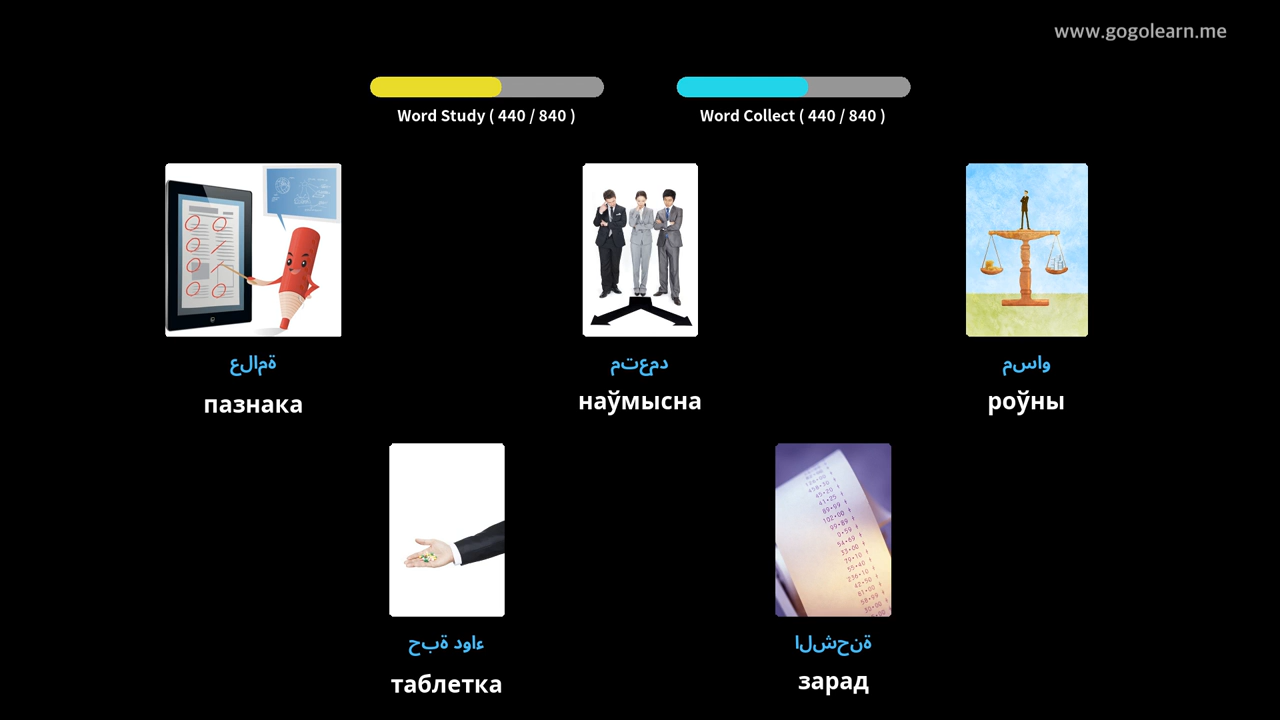 www.gogolearn.me
Word Study ( 440 / 840 )
Word Collect ( 440 / 840 )
علامة
пазнака
متعمد
наўмысна
مساو
роўны
حبة دواء
таблетка
الشحنة
зарад